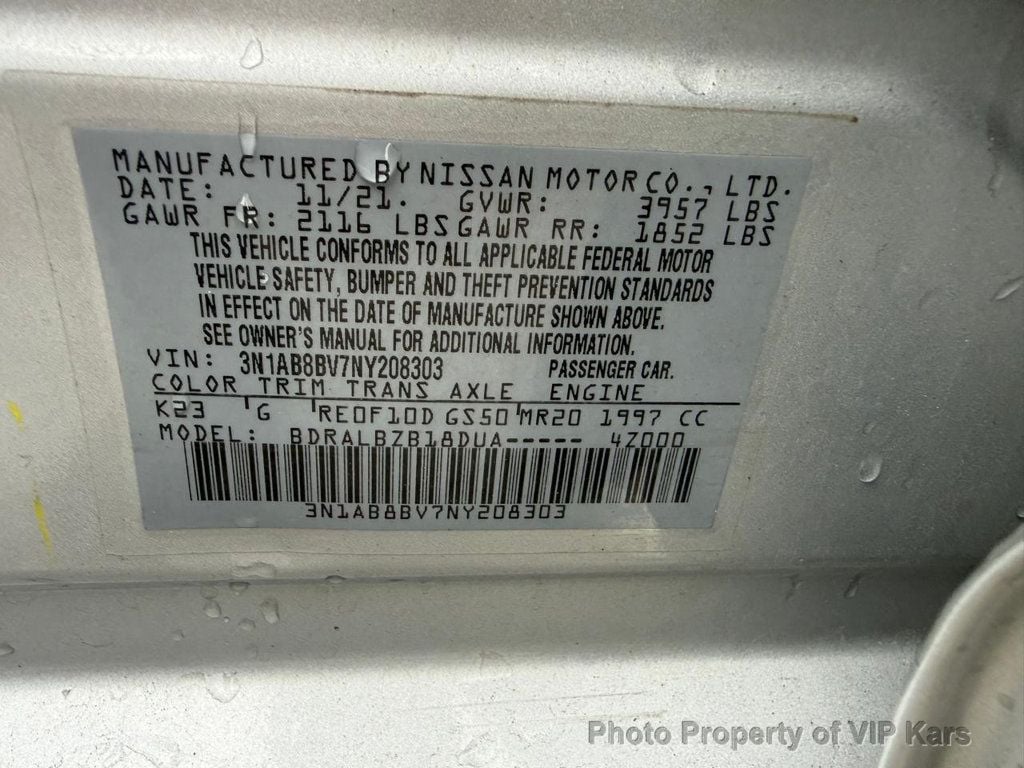 MANUFACTURED BY NISSAN MOTOR CO., LTD.
DATE: 11/21. GVWR: 3957 LBS
GAWR FR: 2116 LBS GAWR RR: 1852 LBS
THIS VEHICLE CONFORMS TO ALL APPLICABLE FEDERAL MOTOR
VEHICLE SAFETY, BUMPER AND THEFT PREVENTION STANDARDS
IN EFFECT ON THE DATE OF MANUFACTURE SHOWN ABOVE.
SEE OWNER'S MANUAL FOR ADDITIONAL INFORMATION.
VIN: 3N1AB8BV7NY208303 PASSENGER CAR.
COLOR TRIM TRANS AXLE ENGINE
K23 G RE0F10D GS50 MR20 1997 CC
MODEL: BDRALBZB18DUA----- 4Z000
3N1AB8BV7NY208303
Photo Property of VIP Kars